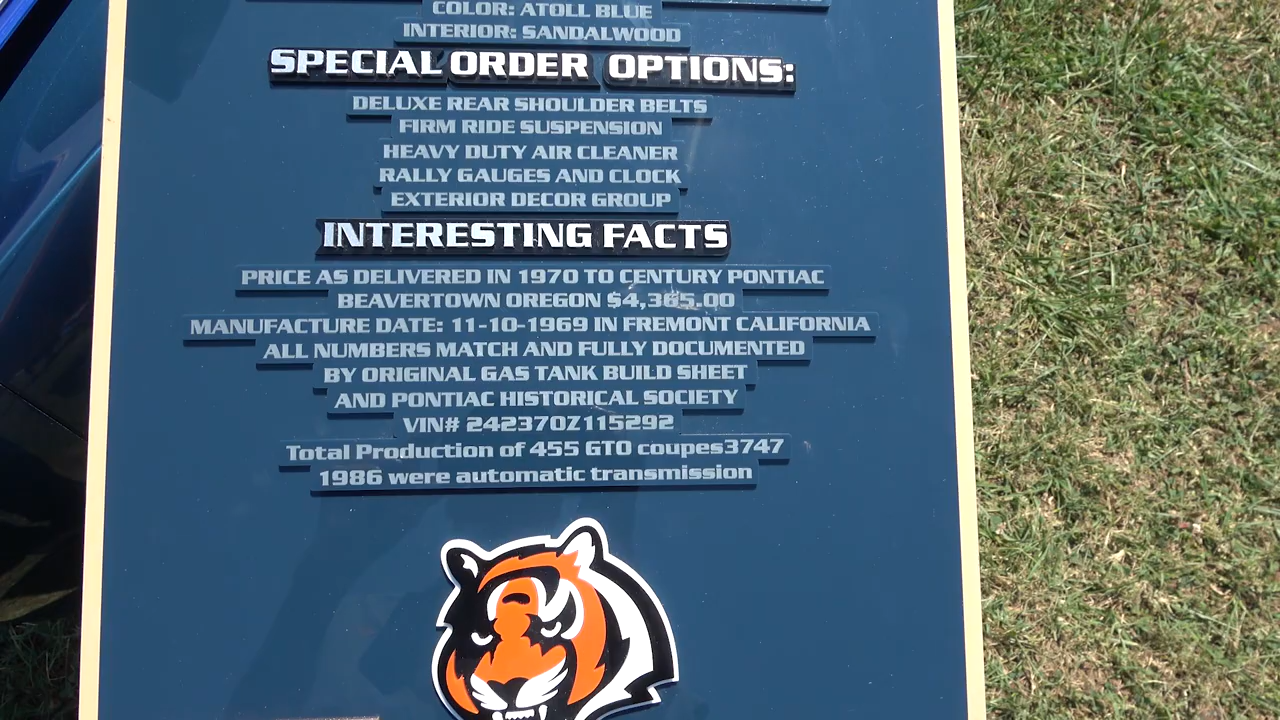 COLOR: ATOLL BLUE
INTERIOR: SANDALWOOD
SPECIAL ORDER OPTIONS:
DELUXE REAR SHOULDER BELTS
FIRM RIDE SUSPENSION
HEAVY DUTY AIR CLEANER
RALLY GAUGES AND CLOCK
EXTERIOR DECOR GROUP
INTERESTING FACTS
PRICE AS DELIVERED IN 1970 TO CENTURY PONTIAC
BEAVERTOWN OREGON $4,365.00
MANUFACTURE DATE: 11-10-1969 IN FREMONT CALIFORNIA
ALL NUMBERS MATCH AND FULLY DOCUMENTED
BY ORIGINAL GAS TANK BUILD SHEET
AND PONTIAC HISTORICAL SOCIETY
VIN# 242370Z115292
Total Production of 455 GTO coupes3747
1986 were automatic transmission